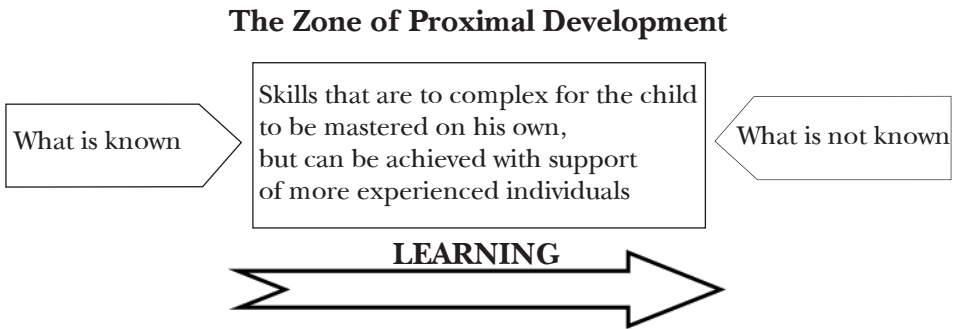 The Zone of Proximal Development
What is known
Skills that are to complex for the child
to be mastered on his own,
but can be achieved with support
of more experienced individuals
What is not known
LEARNING